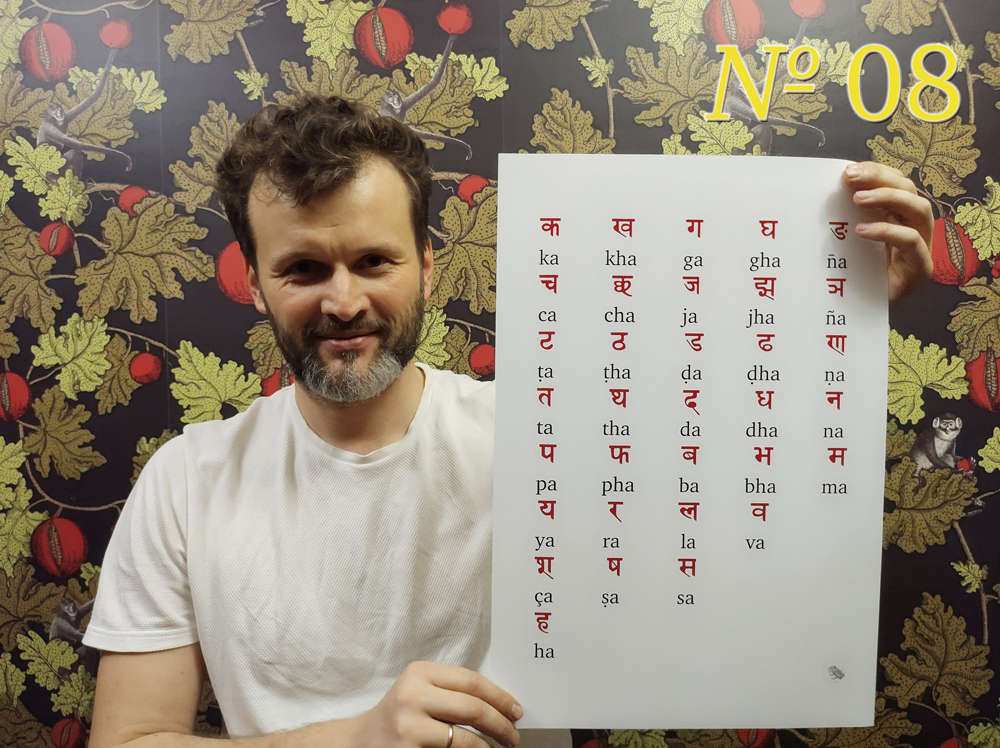 Nº 08
क ख ग घ ङ
ka kha ga gha ña
च छ ज झ ञ
ca cha ja jha ña
ट ठ ड ढ ण
ṭa ṭha ḍa ḍha ṇa
त थ द ध न
ta tha da dha na
प फ ब भ म
pa pha ba bha ma
य र ल व
ya ra la va
श ष स
ça ṣa sa
ह
ha